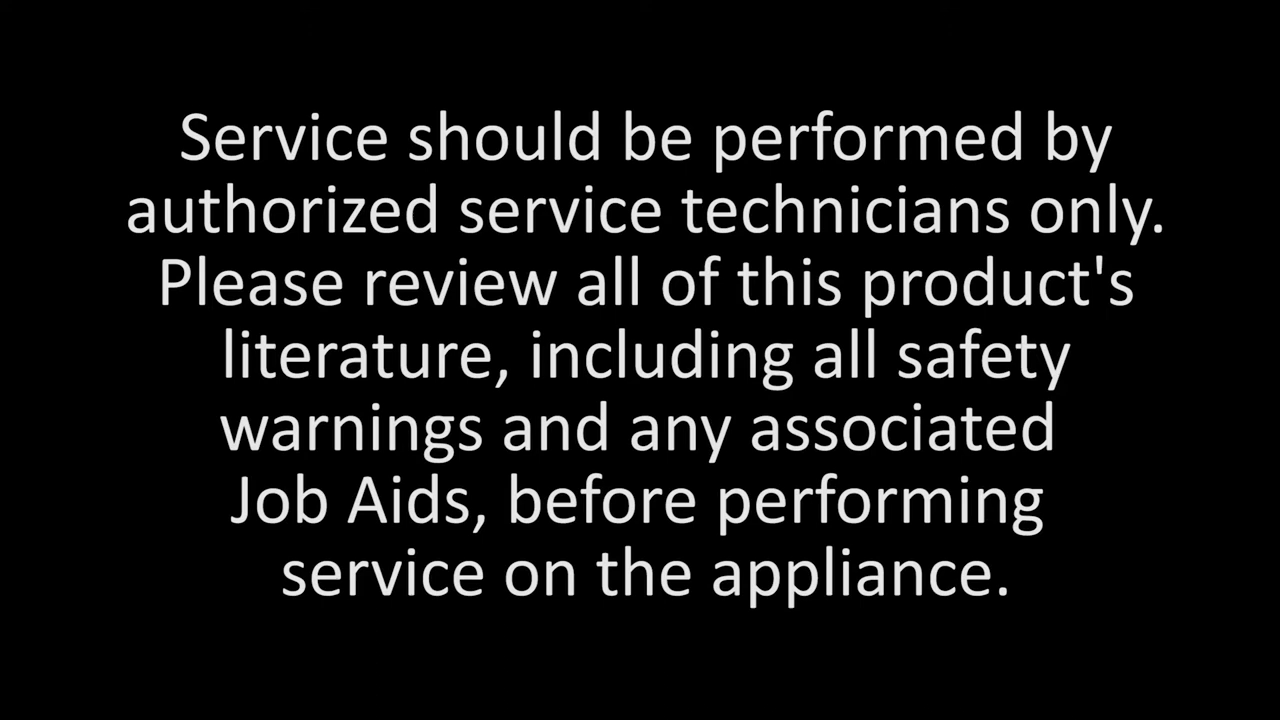 Service should be performed by
authorized service technicians only.
Please review all of this product's
literature, including all safety
warnings and any associated
Job Aids, before performing
service on the appliance.